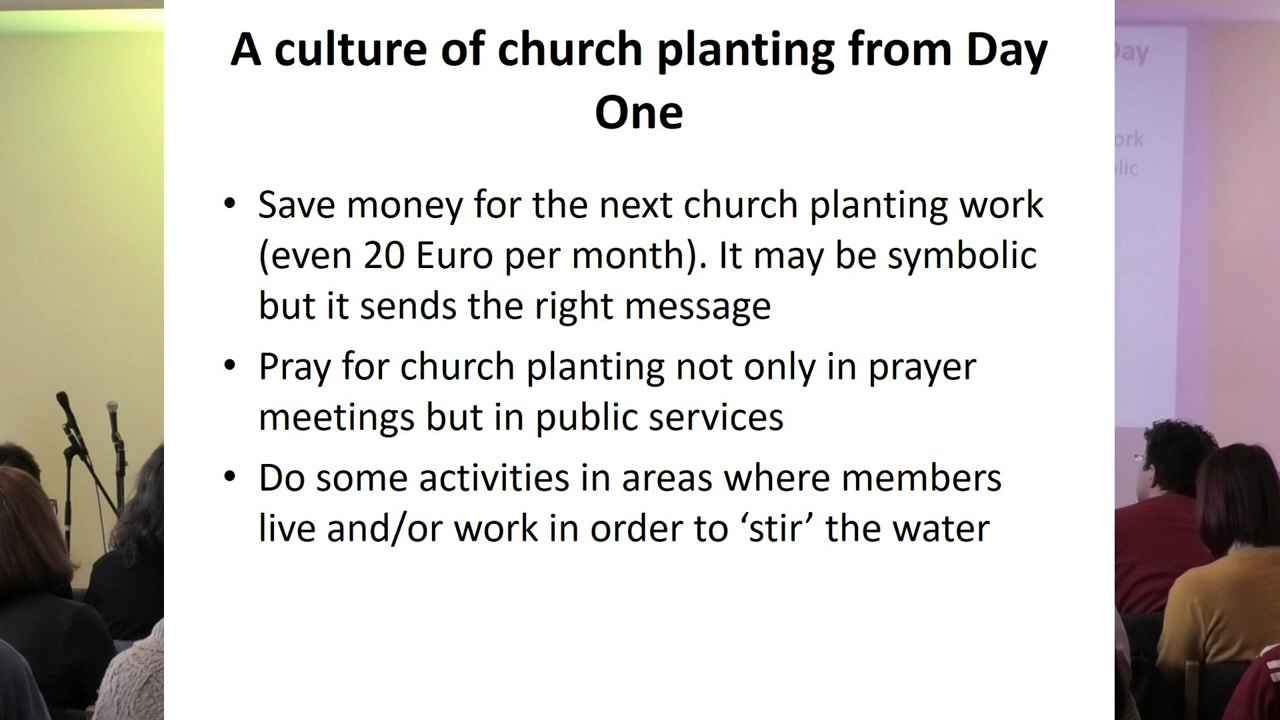 A culture of church planting from Day
One
• Save money for the next church planting work
(even 20 Euro per month). It may be symbolic
but it sends the right message
• Pray for church planting not only in prayer
meetings but in public services
• Do some activities in areas where members
live and/or work in order to ‘stir’ the water
Day
ork
lic